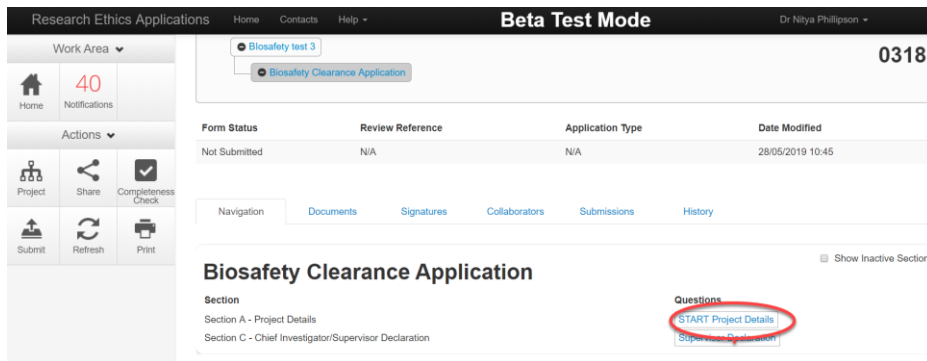 Research Ethics Applications Home Contacts Help Beta Test Mode Dr Nitya Phillipson
Work Area
Biosafety test 3
0318
Biosafety Clearance Application
40
Home Notifications
Actions
Form Status Review Reference Application Type Date Modified
Not Submitted N/A N/A 28/05/2019 10:45
Project Share Completeness
Check
Navigation Documents Signatures Collaborators Submissions History
Submit Refresh Print
Show Inactive Section
Biosafety Clearance Application
Section Questions
Section A - Project Details START Project Details
Section C - Chief Investigator/Supervisor Declaration Supervisor Declaration